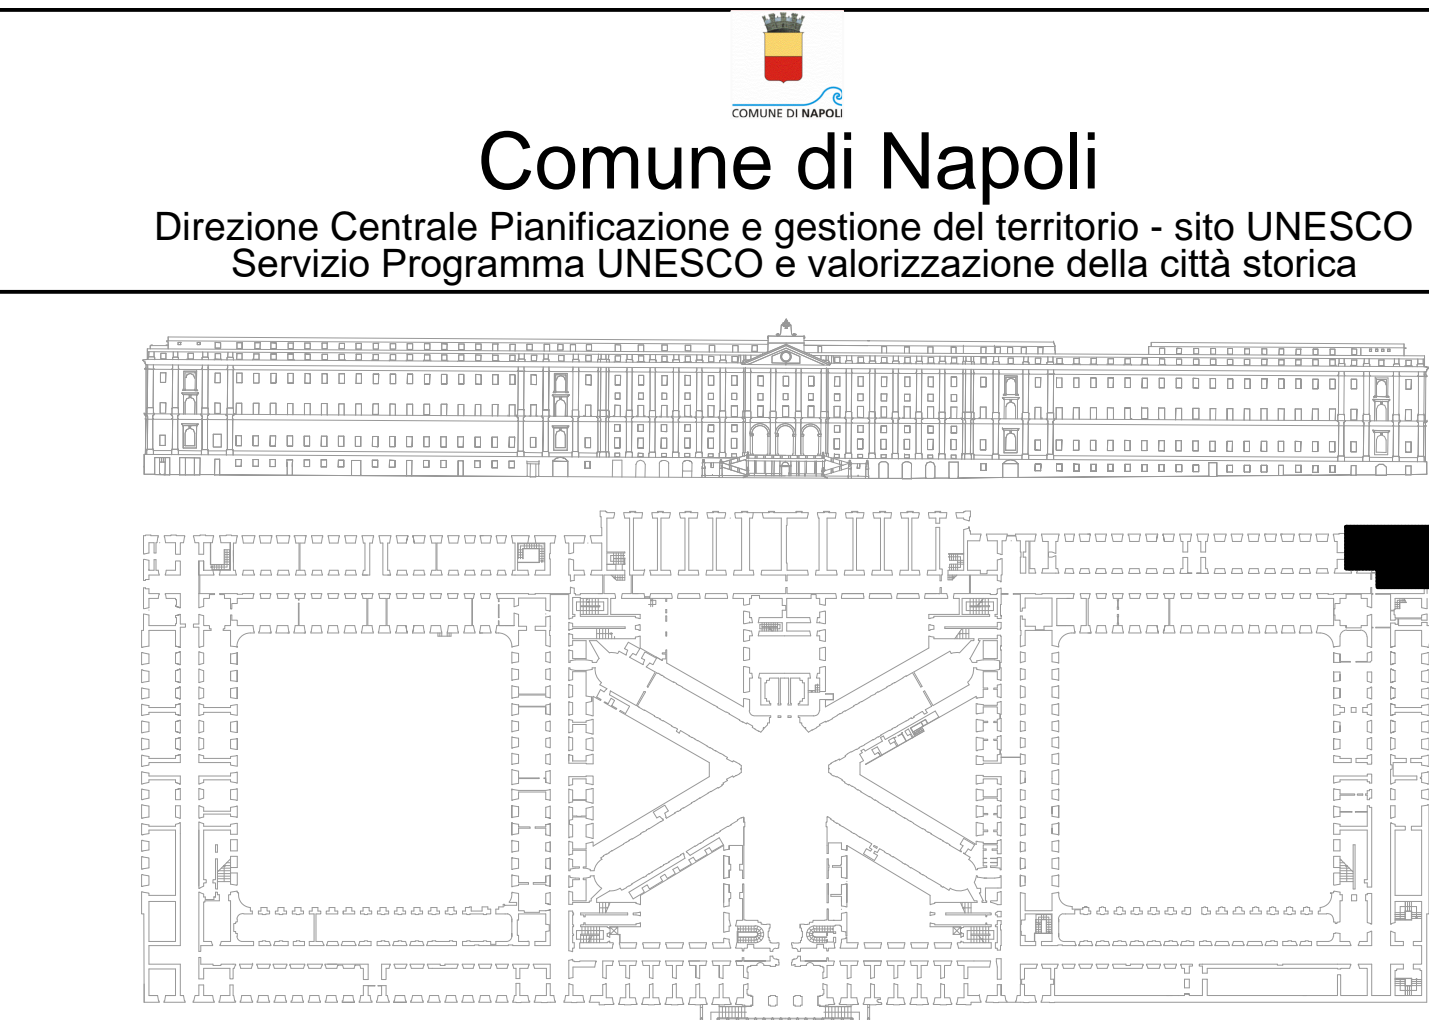 COMUNE DI NAPOLI
Comune di Napoli
Direzione Centrale Pianificazione e gestione del territorio - sito UNESCO
Servizio Programma UNESCO e valorizzazione della città storica